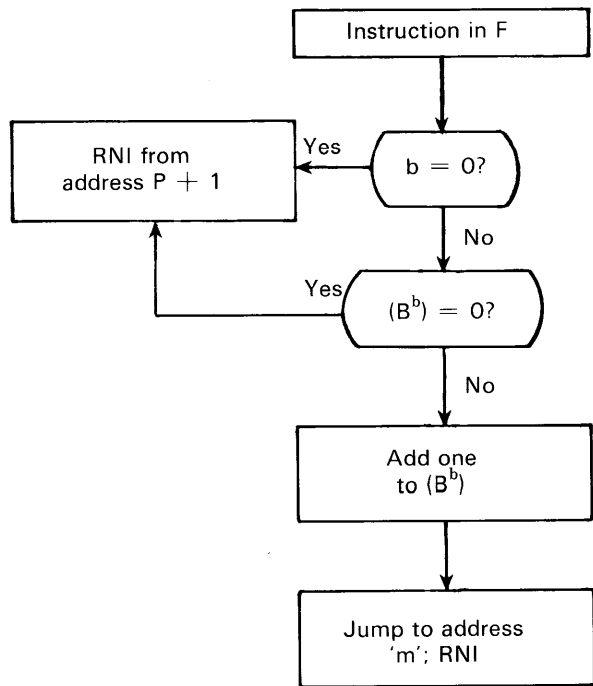 Instruction in F
Yes
b = 0?
RNI from
address P + 1
No
Yes
(B^b) = 0?
No
Add one
to (B^b)
Jump to address
‘m’; RNI